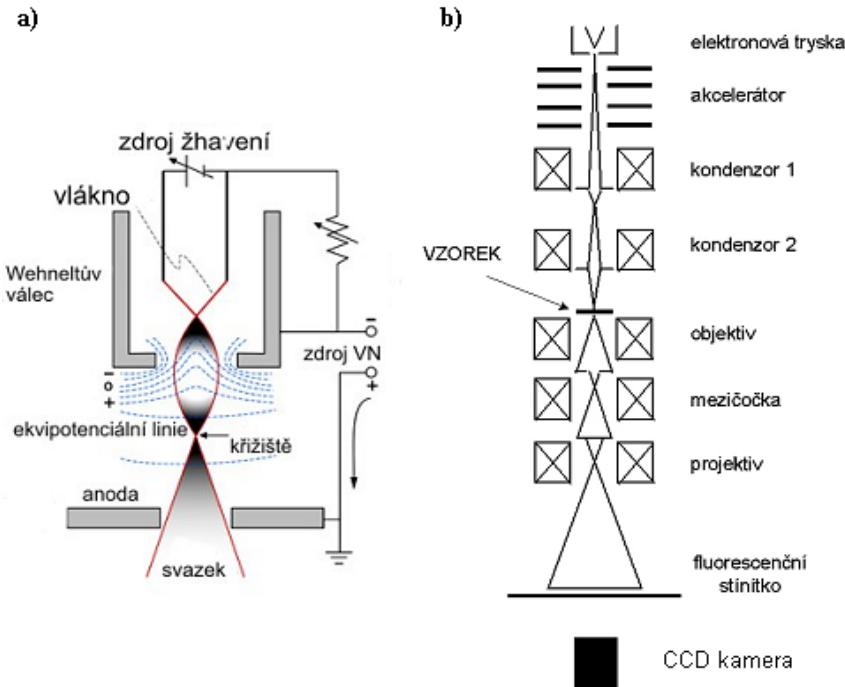 a)
zdroj žhavení
vlákno
Wehneltův
válec
-
zdroj VN
+
-
o
+
ekvipotenciální linie
křižiště
anoda
svazek
b)
elektronová tryska
akcelerátor
kondenzor 1
kondenzor 2
VZOREK
objektiv
mezičočka
projektiv
fluorescenční
stinítko
CCD kamera